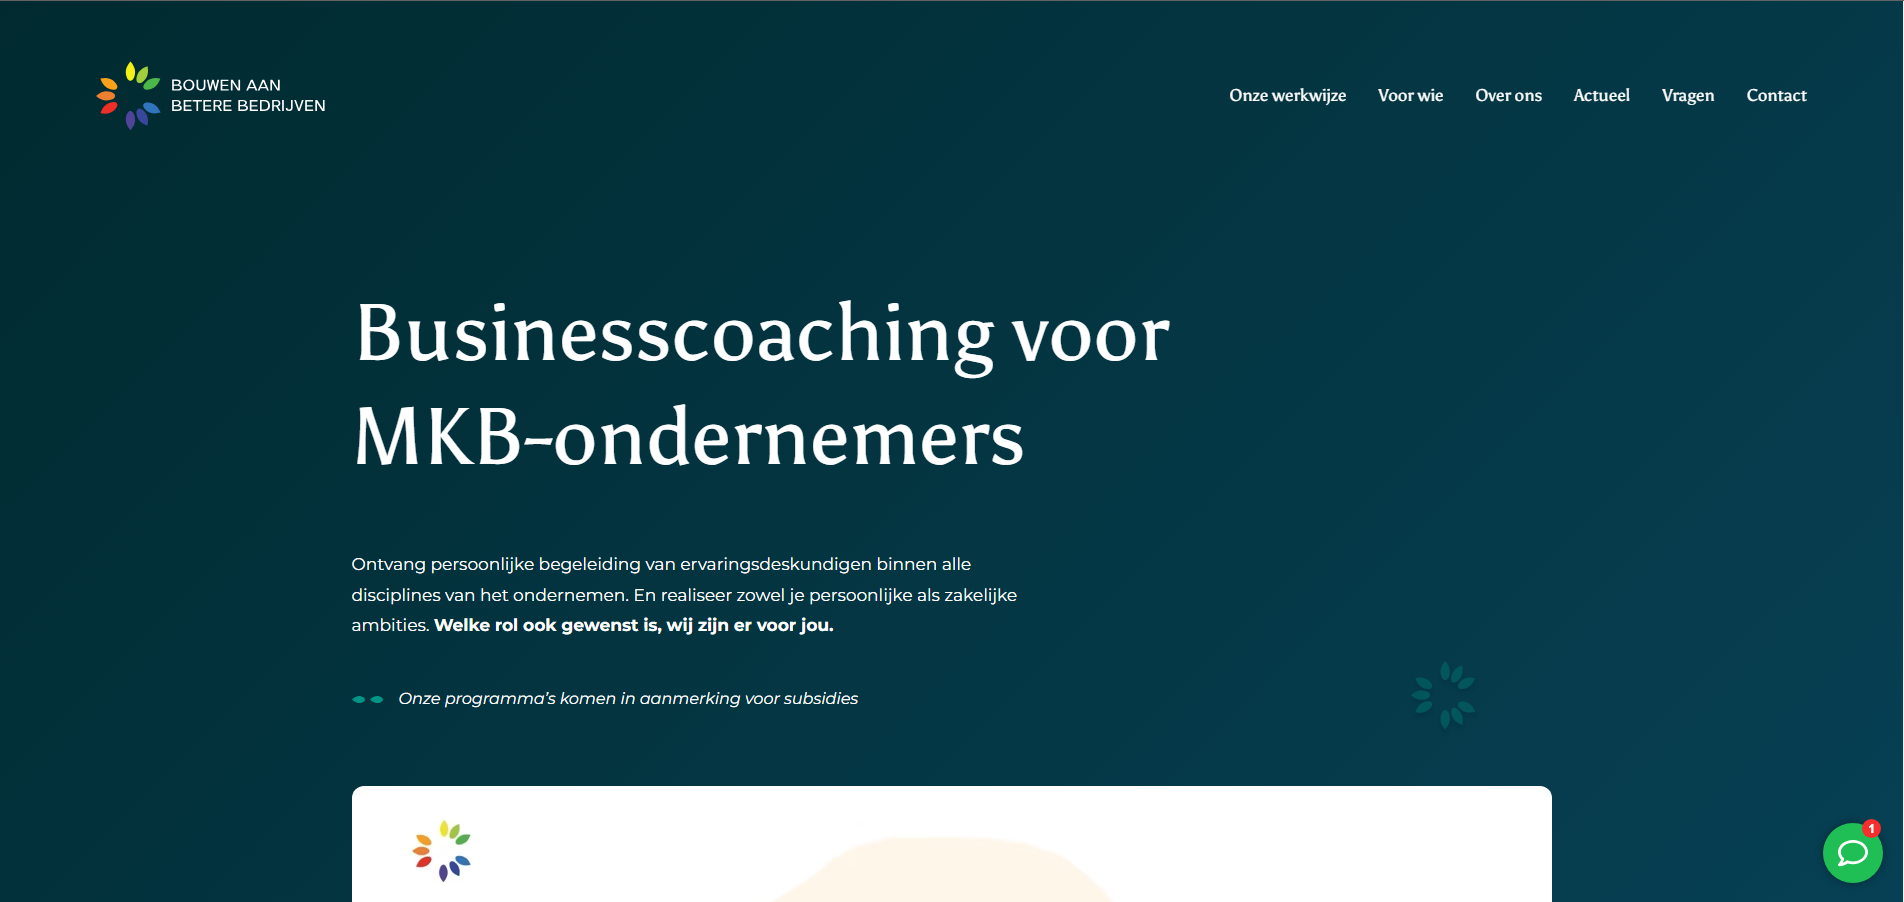 BOUWEN AAN
BETERE BEDRIJVEN
Onze werkwijze
Voor wie
Over ons
Actueel
Vragen
Contact
Businesscoaching voor
MKB-ondernemers
Ontvang persoonlijke begeleiding van ervaringsdeskundigen binnen alle
disciplines van het ondernemen. En realiseer zowel je persoonlijke als zakelijke
ambities. Welke rol ook gewenst is, wij zijn er voor jou.
Onze programma’s komen in aanmerking voor subsidies
1